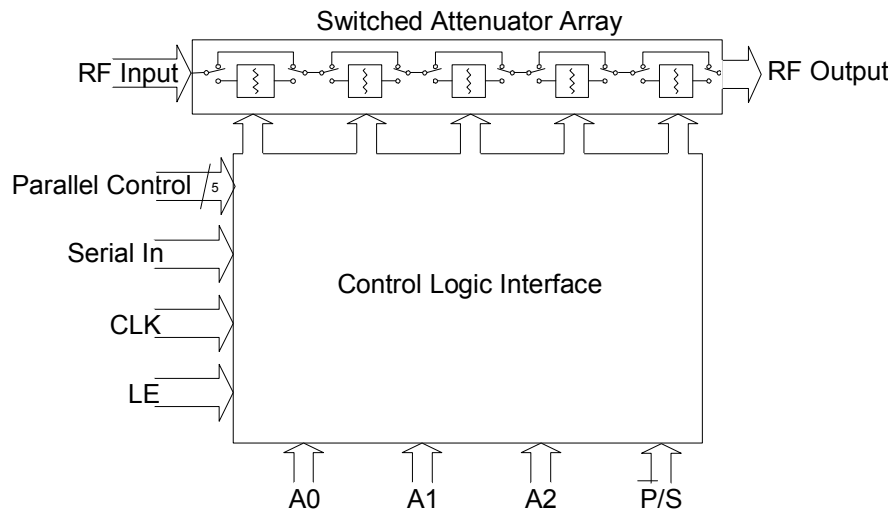 Switched Attenuator Array
RF Input
RF Output
Parallel Control
5
Serial In
Control Logic Interface
CLK
LE
A0
A1
A2
P̅/S